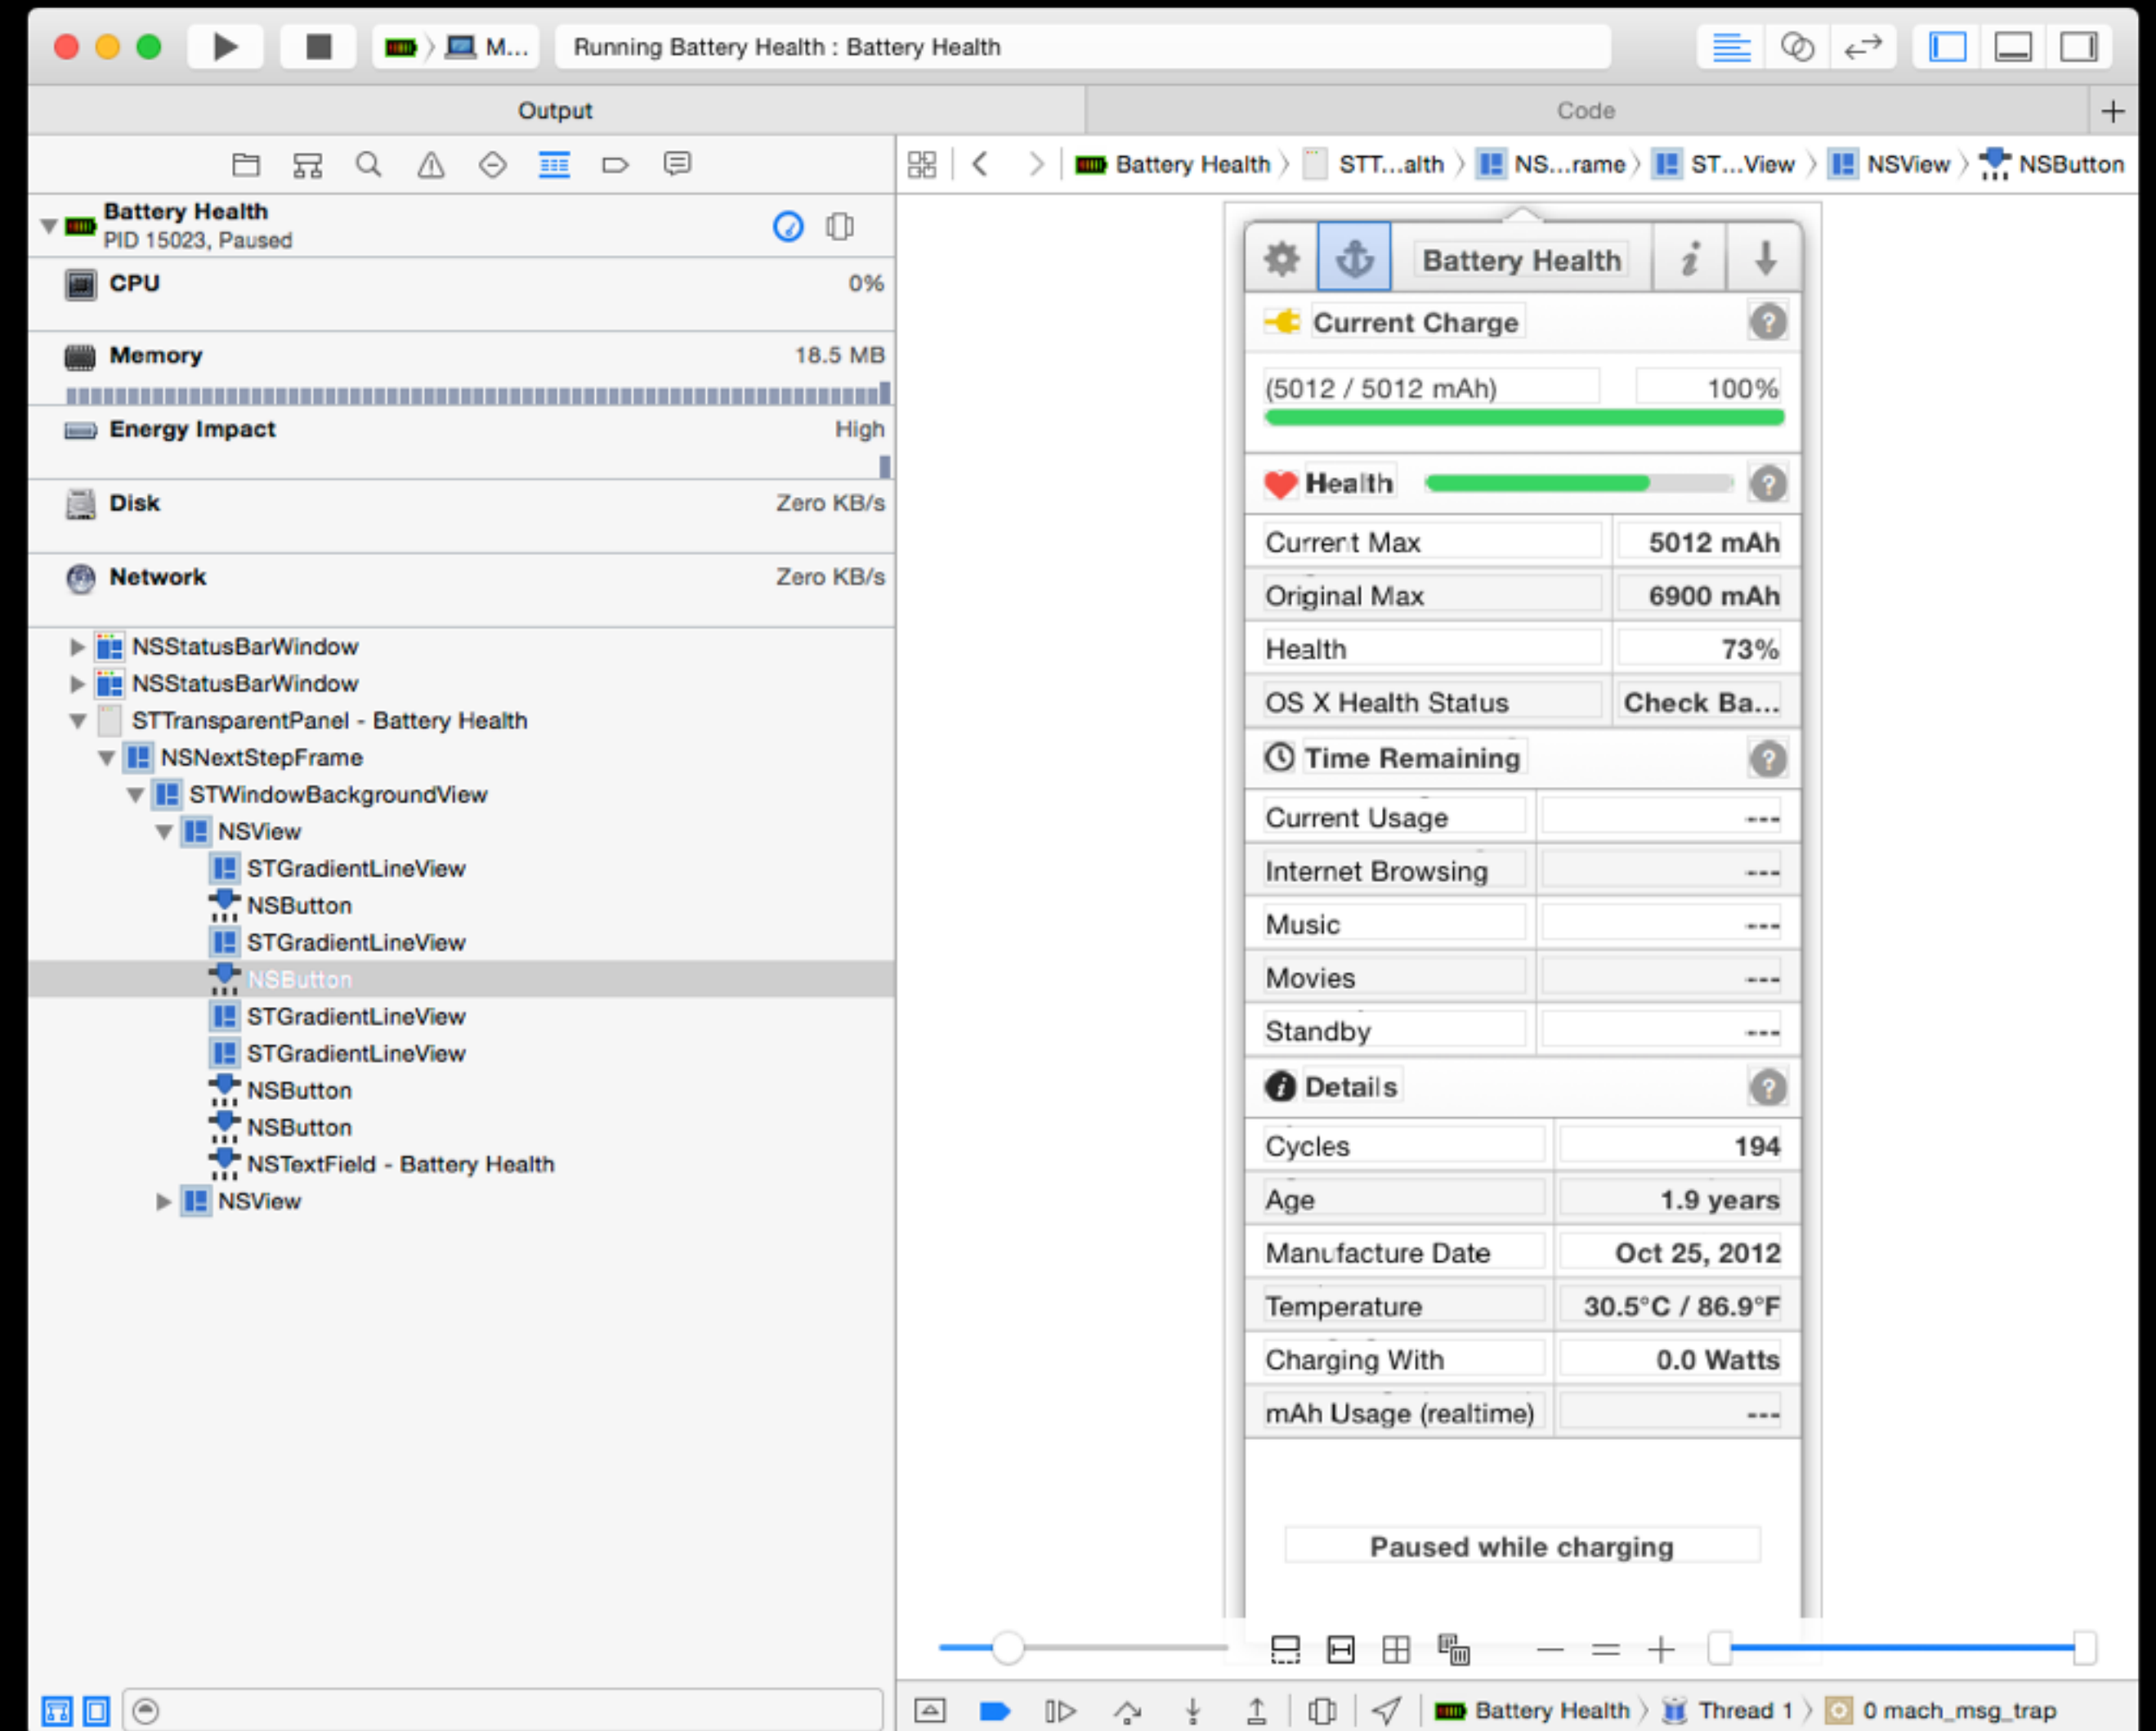 M...
Running Battery Health : Battery Health
Output
Code
Battery Health
STT...alth
NS...rame
ST...View
NSView
NSButton
Battery Health
PID 15023, Paused
CPU
0%
Memory
18.5 MB
Energy Impact
High
Disk
Zero KB/s
Network
Zero KB/s
NSStatusBarWindow
NSStatusBarWindow
STTransparentPanel - Battery Health
NSNextStepFrame
STWindowBackgroundView
NSView
STGradientLineView
NSButton
STGradientLineView
NSButton
STGradientLineView
STGradientLineView
NSButton
NSButton
NSTextField - Battery Health
NSView
Battery Health
Current Charge
(5012 / 5012 mAh)
100%
Health
Current Max
5012 mAh
Original Max
6900 mAh
Health
73%
OS X Health Status
Check Ba...
Time Remaining
Current Usage
---
Internet Browsing
---
Music
---
Movies
---
Standby
---
Details
Cycles
194
Age
1.9 years
Manufacture Date
Oct 25, 2012
Temperature
30.5°C / 86.9°F
Charging With
0.0 Watts
mAh Usage (realtime)
---
Paused while charging
Battery Health
Thread 1
0 mach_msg_trap